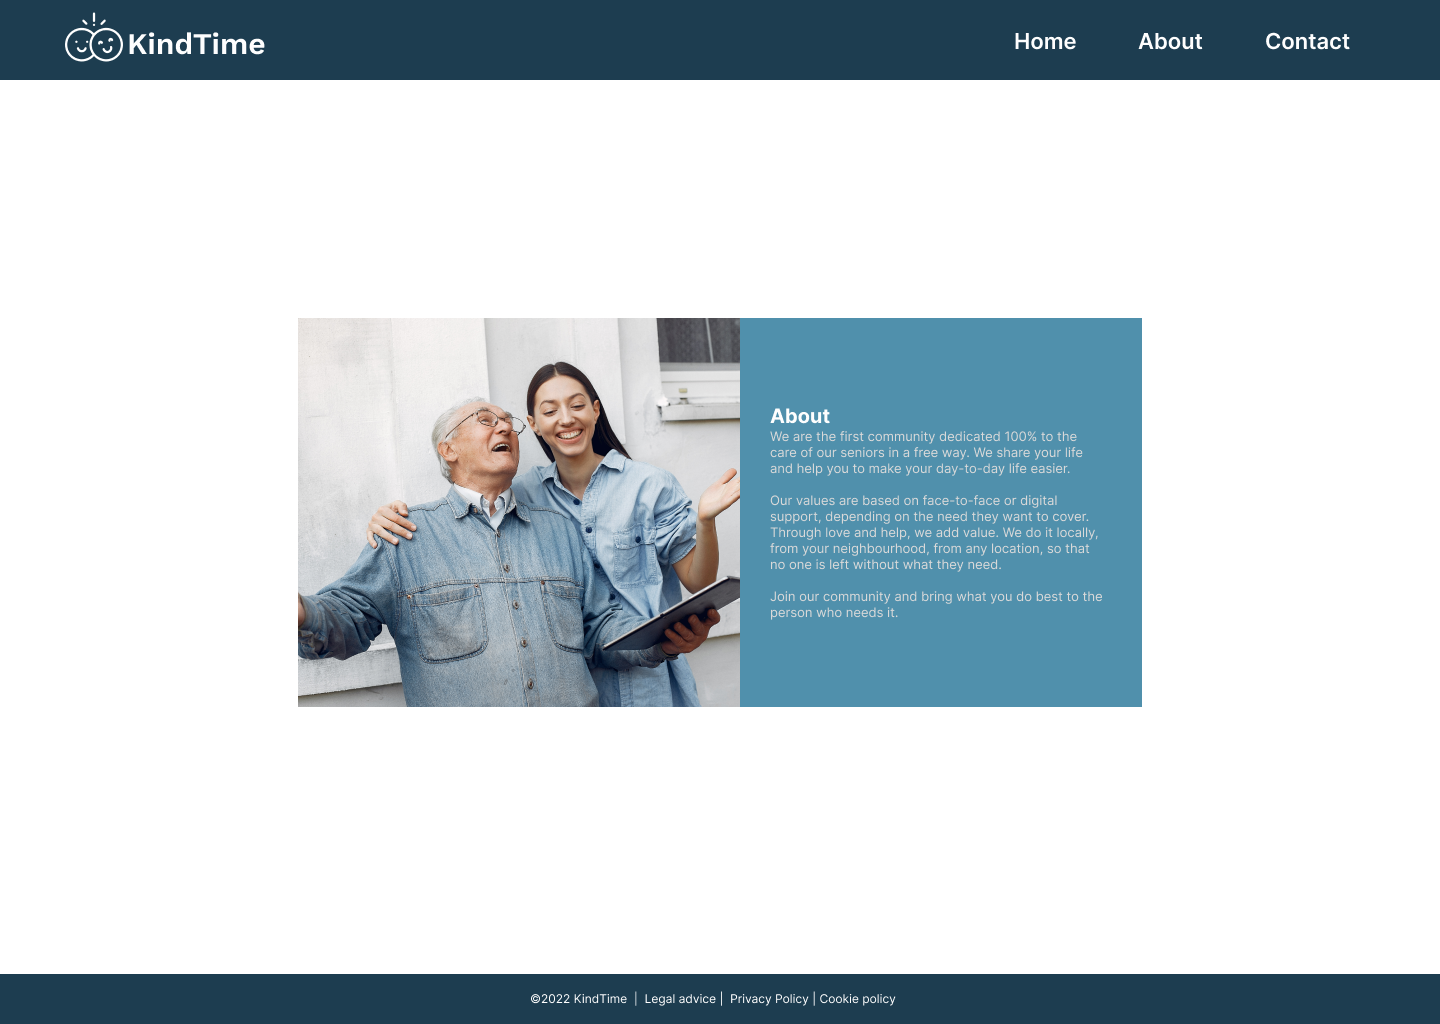 KindTime
Home About Contact
About
We are the first community dedicated 100% to the
care of our seniors in a free way. We share your life
and help you to make your day-to-day life easier.
Our values are based on face-to-face or digital
support, depending on the need they want to cover.
Through love and help, we add value. We do it locally,
from your neighbourhood, from any location, so that
no one is left without what they need.
Join our community and bring what you do best to the
person who needs it.
©2022 KindTime | Legal advice | Privacy Policy | Cookie policy